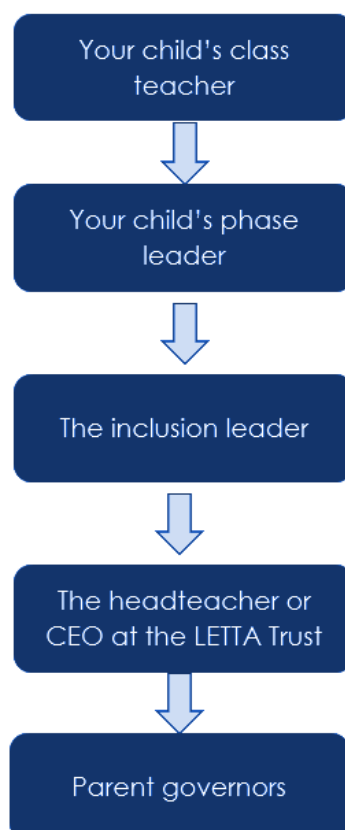 Your child’s class
teacher
Your child’s phase
leader
The inclusion leader
The headteacher or
CEO at the LETTA Trust
Parent governors